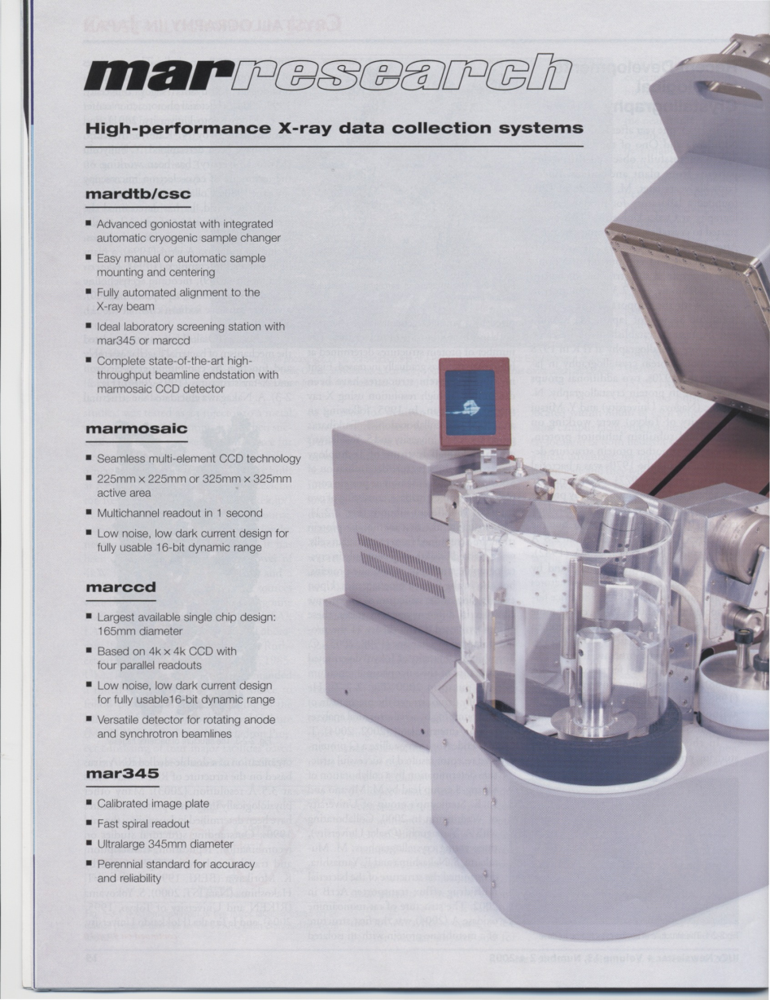 marresearch
High-performance X-ray data collection systems
mardtb/csc
▪ Advanced goniostat with integrated
automatic cryogenic sample changer
▪ Easy manual or automatic sample
mounting and centering
▪ Fully automated alignment to the
X-ray beam
▪ Ideal laboratory screening station with
mar345 or marccd
▪ Complete state-of-the-art high-
throughput beamline endstation with
marmosaic CCD detector
marmosaic
▪ Seamless multi-element CCD technology
▪ 225mm x 225mm or 325mm x 325mm
active area
▪ Multichannel readout in 1 second
▪ Low noise, low dark current design for
fully usable 16-bit dynamic range
marccd
▪ Largest available single chip design:
165mm diameter
▪ Based on 4k x 4k CCD with
four parallel readouts
▪ Low noise, low dark current design
for fully usable16-bit dynamic range
▪ Versatile detector for rotating anode
and synchrotron beamlines
mar345
▪ Calibrated image plate
▪ Fast spiral readout
▪ Ultralarge 345mm diameter
▪ Perennial standard for accuracy
and reliability